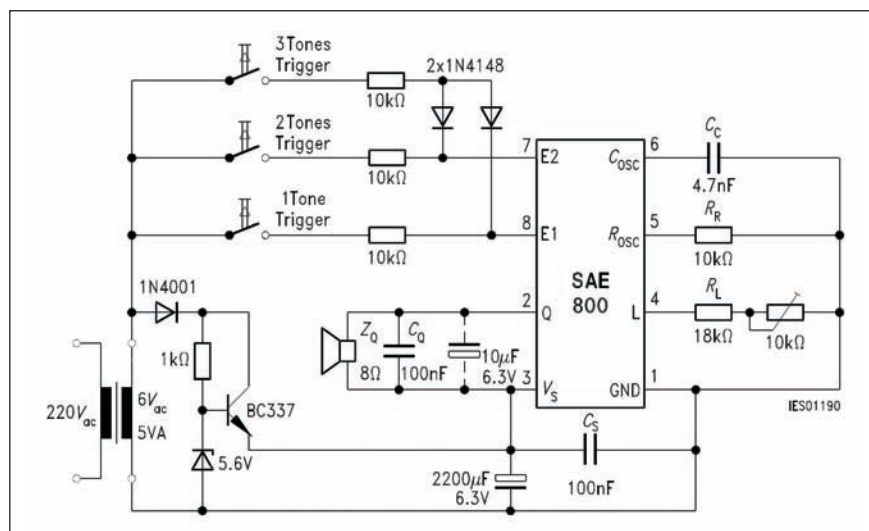 3Tones
Trigger
2x1N4148
10kΩ
2Tones
Trigger
10kΩ
7
E2
6
C_OSC
C_C
4.7nF
1Tone
Trigger
10kΩ
8
E1
5
R_OSC
R_R
10kΩ
SAE
800
1N4001
2
Q
4
L
R_L
18kΩ
10kΩ
1kΩ
Z_Q
8Ω
C_Q
100nF
10μF
6.3V
3
V_S
GND
1
IES01190
220V_ac
6V_ac
5VA
BC337
5.6V
C_S
100nF
2200μF
6.3V